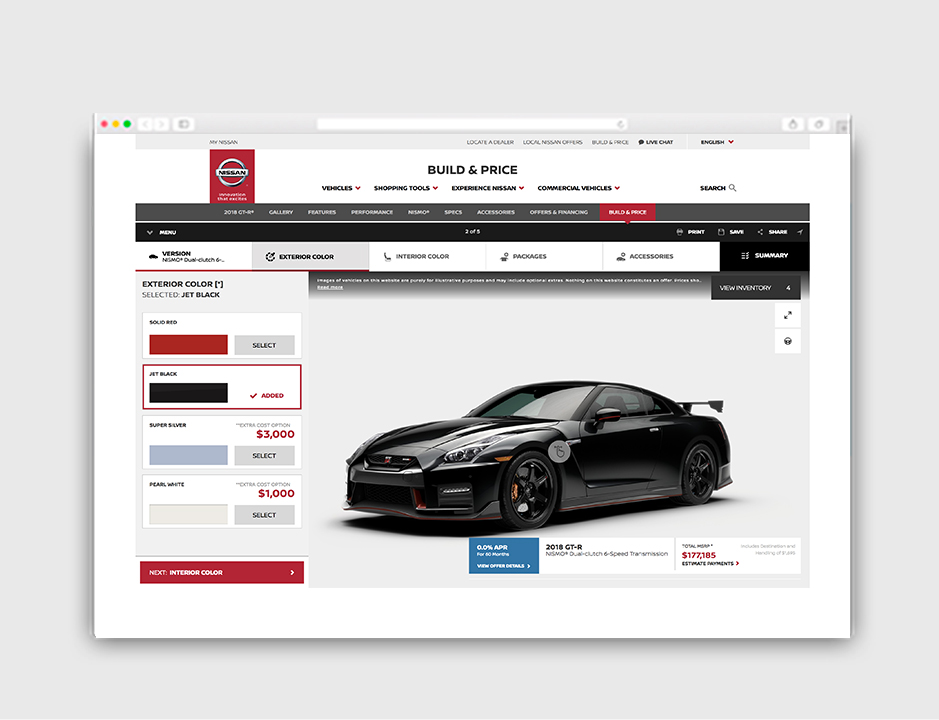 MY NISSAN
LOCATE A DEALER LOCAL NISSAN OFFERS BUILD & PRICE LIVE CHAT ENGLISH
NISSAN
Innovation
that excites
BUILD & PRICE
VEHICLES SHOPPING TOOLS EXPERIENCE NISSAN COMMERCIAL VEHICLES SEARCH
2018 GT-R® GALLERY FEATURES PERFORMANCE NISMO® SPECS ACCESSORIES OFFERS & FINANCING BUILD & PRICE
MENU 2 of 5 PRINT SAVE SHARE
VERSION
NISMO® Dual-clutch 6-...
EXTERIOR COLOR INTERIOR COLOR PACKAGES ACCESSORIES SUMMARY
EXTERIOR COLOR [*]
SELECTED: JET BLACK
Images of vehicles on this website are purely for illustrative purposes and may include optional extras. Nothing on this website constitutes an offer. Prices sho...
Read more
VIEW INVENTORY 4
SOLID RED
SELECT
JET BLACK
ADDED
SUPER SILVER **EXTRA COST OPTION
$3,000
SELECT
PEARL WHITE **EXTRA COST OPTION
$1,000
SELECT
NEXT: INTERIOR COLOR
0.0% APR
For 60 Months
VIEW OFFER DETAILS
2018 GT-R
NISMO® Dual-clutch 6-Speed Transmission
TOTAL MSRP *
$177,185
ESTIMATE PAYMENTS
Includes Destination and
Handling of $1,695